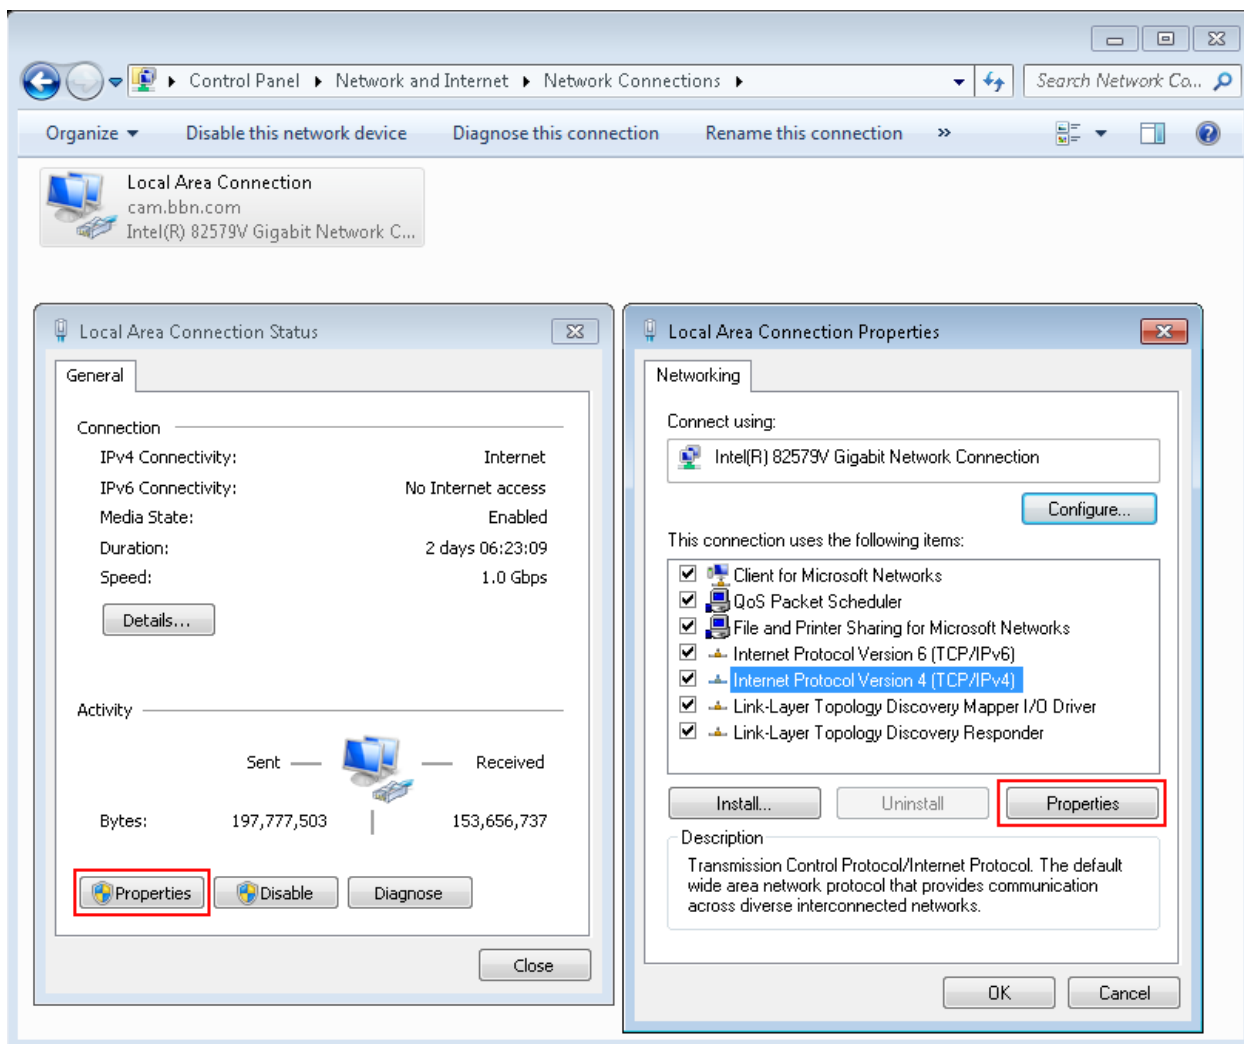 Control Panel Network and Internet Network Connections
Search Network Co...
Organize Disable this network device Diagnose this connection Rename this connection »
Local Area Connection
cam.bbn.com
Intel(R) 82579V Gigabit Network C...
Local Area Connection Status
General
Connection
IPv4 Connectivity: Internet
IPv6 Connectivity: No Internet access
Media State: Enabled
Duration: 2 days 06:23:09
Speed: 1.0 Gbps
Details...
Activity
Sent Received
Bytes: 197,777,503 153,656,737
Properties Disable Diagnose
Close
Local Area Connection Properties
Networking
Connect using:
Intel(R) 82579V Gigabit Network Connection
Configure...
This connection uses the following items:
Client for Microsoft Networks
QoS Packet Scheduler
File and Printer Sharing for Microsoft Networks
Internet Protocol Version 6 (TCP/IPv6)
Internet Protocol Version 4 (TCP/IPv4)
Link-Layer Topology Discovery Mapper I/O Driver
Link-Layer Topology Discovery Responder
Install... Uninstall Properties
Description
Transmission Control Protocol/Internet Protocol. The default
wide area network protocol that provides communication
across diverse interconnected networks.
OK Cancel